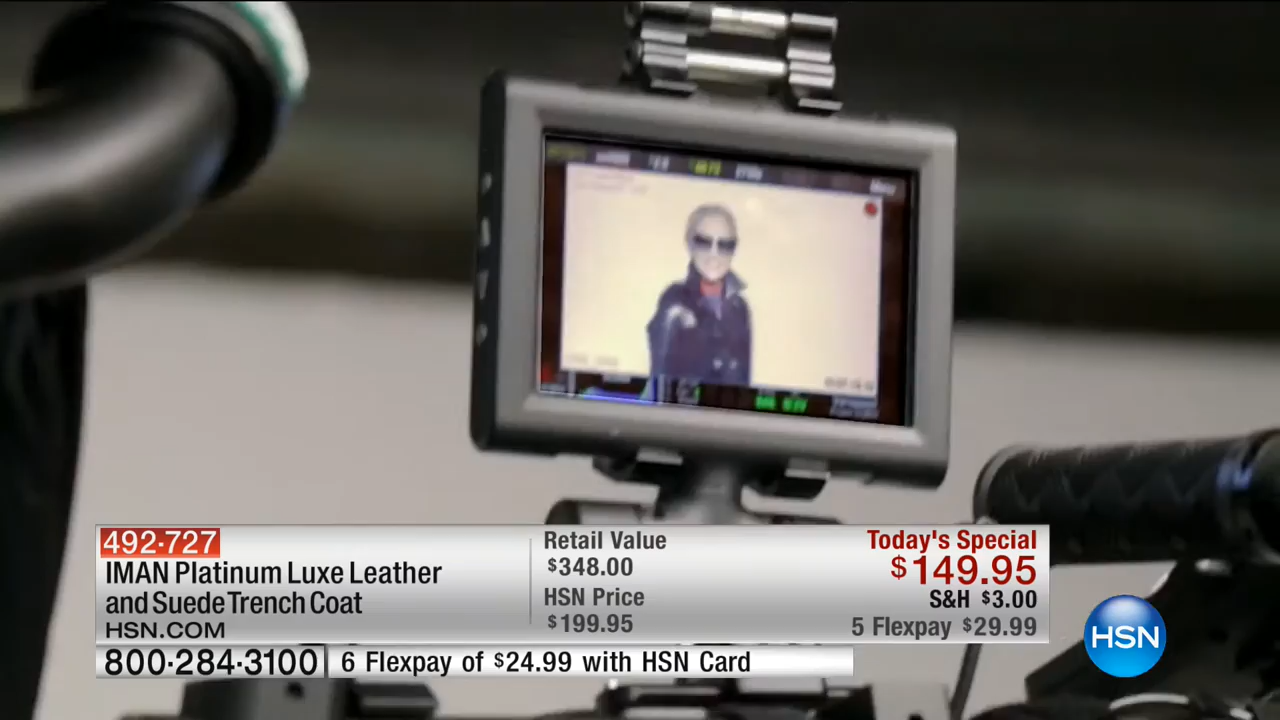 492·727
IMAN Platinum Luxe Leather
and Suede Trench Coat
HSN.COM
Retail Value
$348.00
HSN Price
$199.95
Today's Special
$149.95
S&H $3.00
5 Flexpay $29.99
800·284·3100
6 Flexpay of $24.99 with HSN Card
HSN